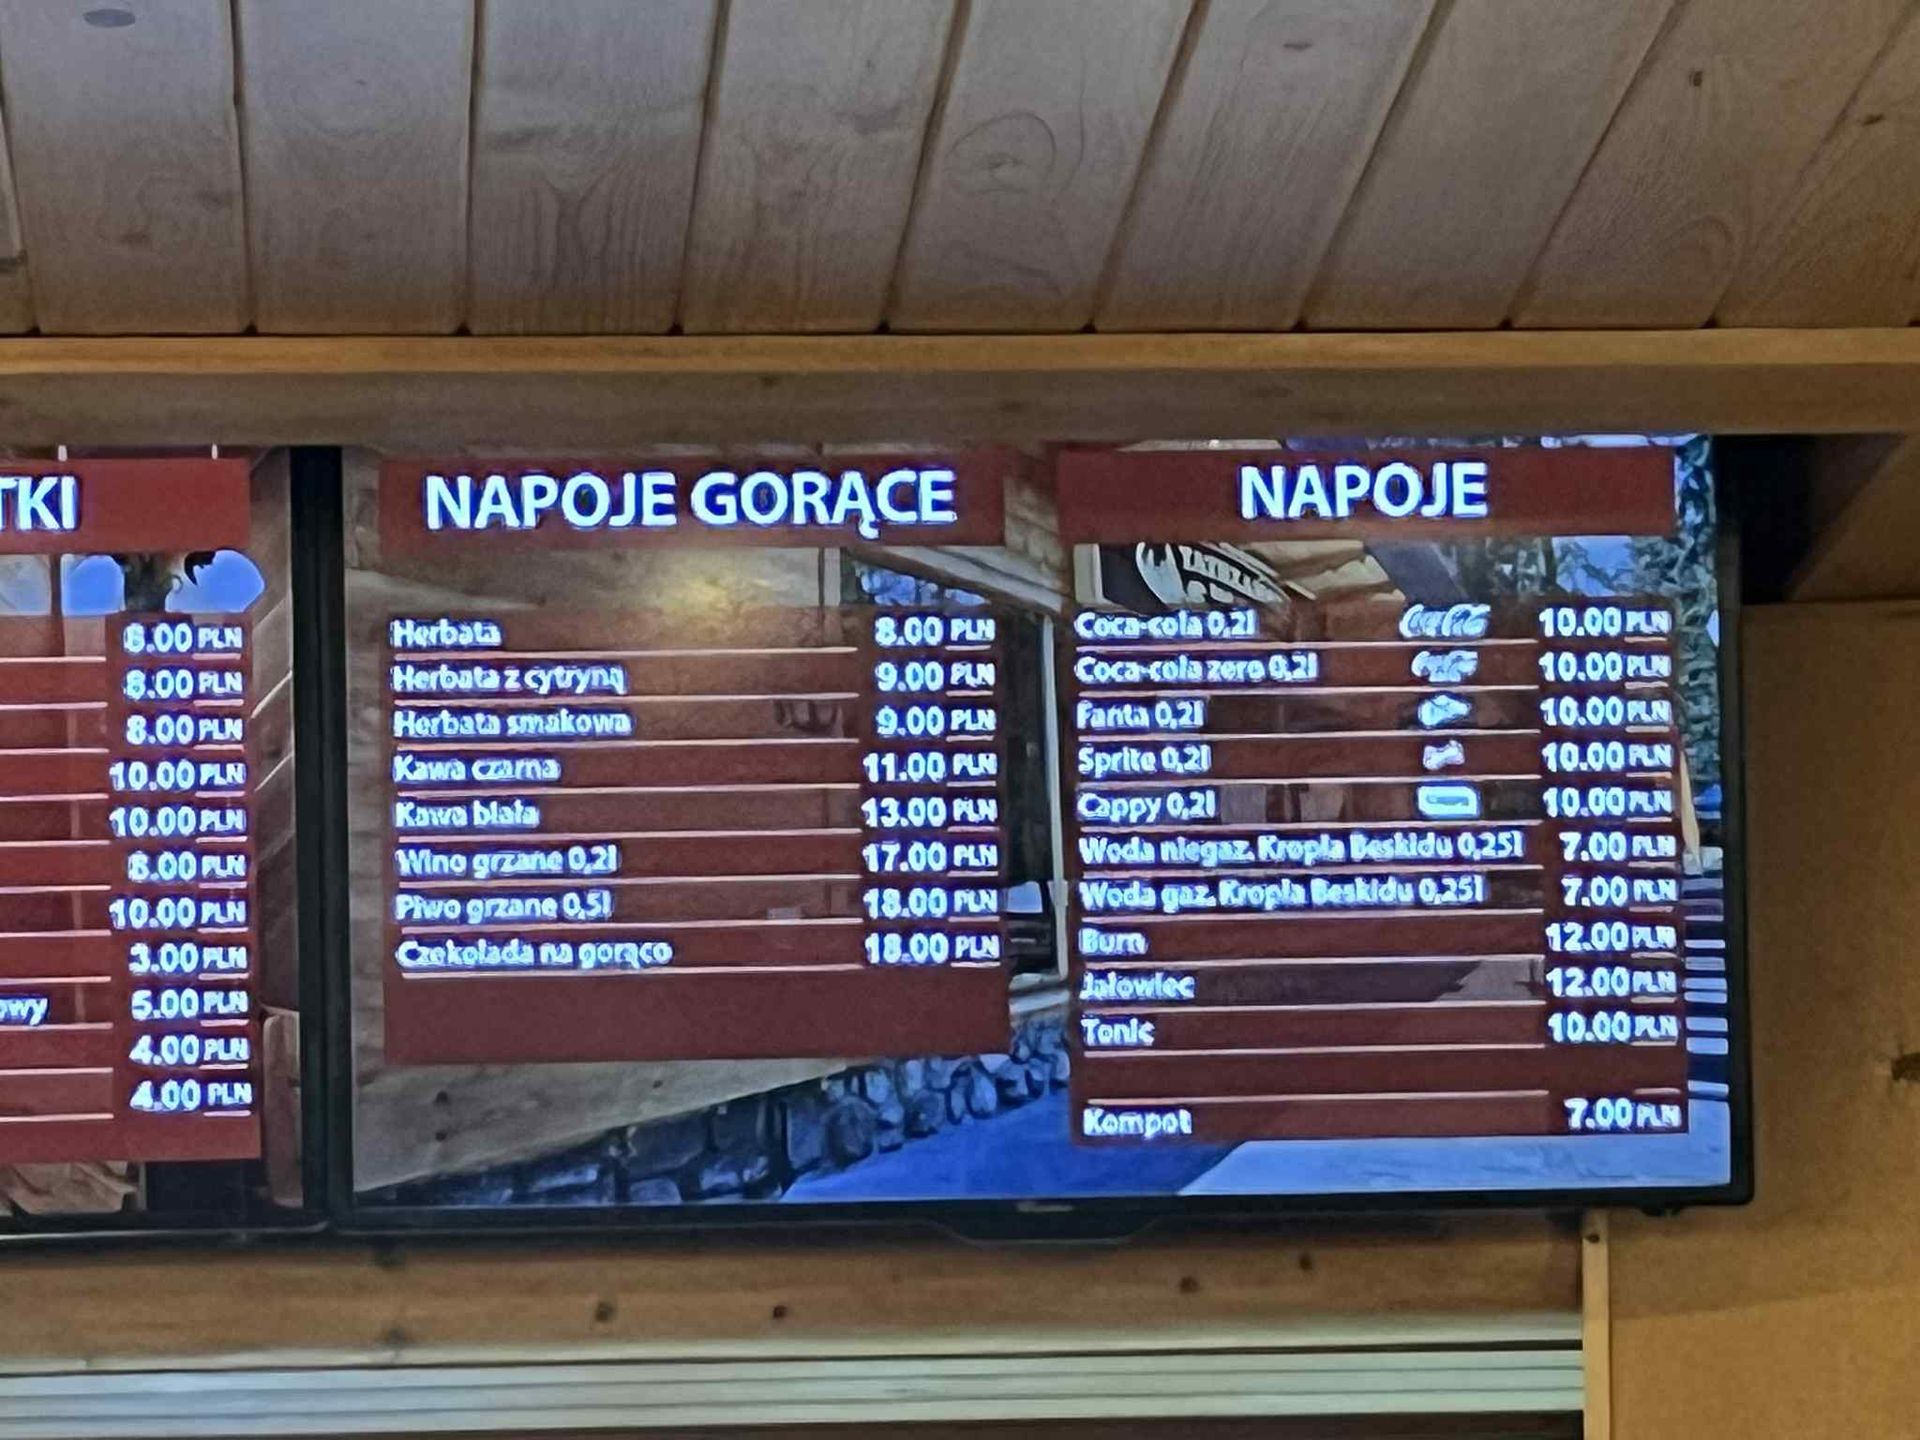 TKI
6.00 PLN
6.00 PLN
8.00 PLN
10.00 PLN
10.00 PLN
6.00 PLN
10.00 PLN
3.00 PLN
owy 5.00 PLN
4.00 PLN
4.00 PLN
NAPOJE GORĄCE
Herbata 8.00 PLN
Herbata z cytryną 9.00 PLN
Herbata smakowa 9.00 PLN
Kawa czarna 11.00 PLN
Kawa biała 13.00 PLN
Wino grzane 0,2l 17.00 PLN
Piwo grzane 0,5l 18.00 PLN
Czekolada na gorąco 18.00 PLN
NAPOJE
Coca-cola 0,2l Coca-Cola 10.00 PLN
Coca-cola zero 0,2l 10.00 PLN
Fanta 0,2l 10.00 PLN
Sprite 0,2l 10.00 PLN
Cappy 0,2l 10.00 PLN
Woda niegaz. Kropla Beskidu 0,25l 7.00 PLN
Woda gaz. Kropla Beskidu 0,25l 7.00 PLN
Burn 12.00 PLN
Jałowiec 12.00 PLN
Tonic 10.00 PLN
Kompot 7.00 PLN